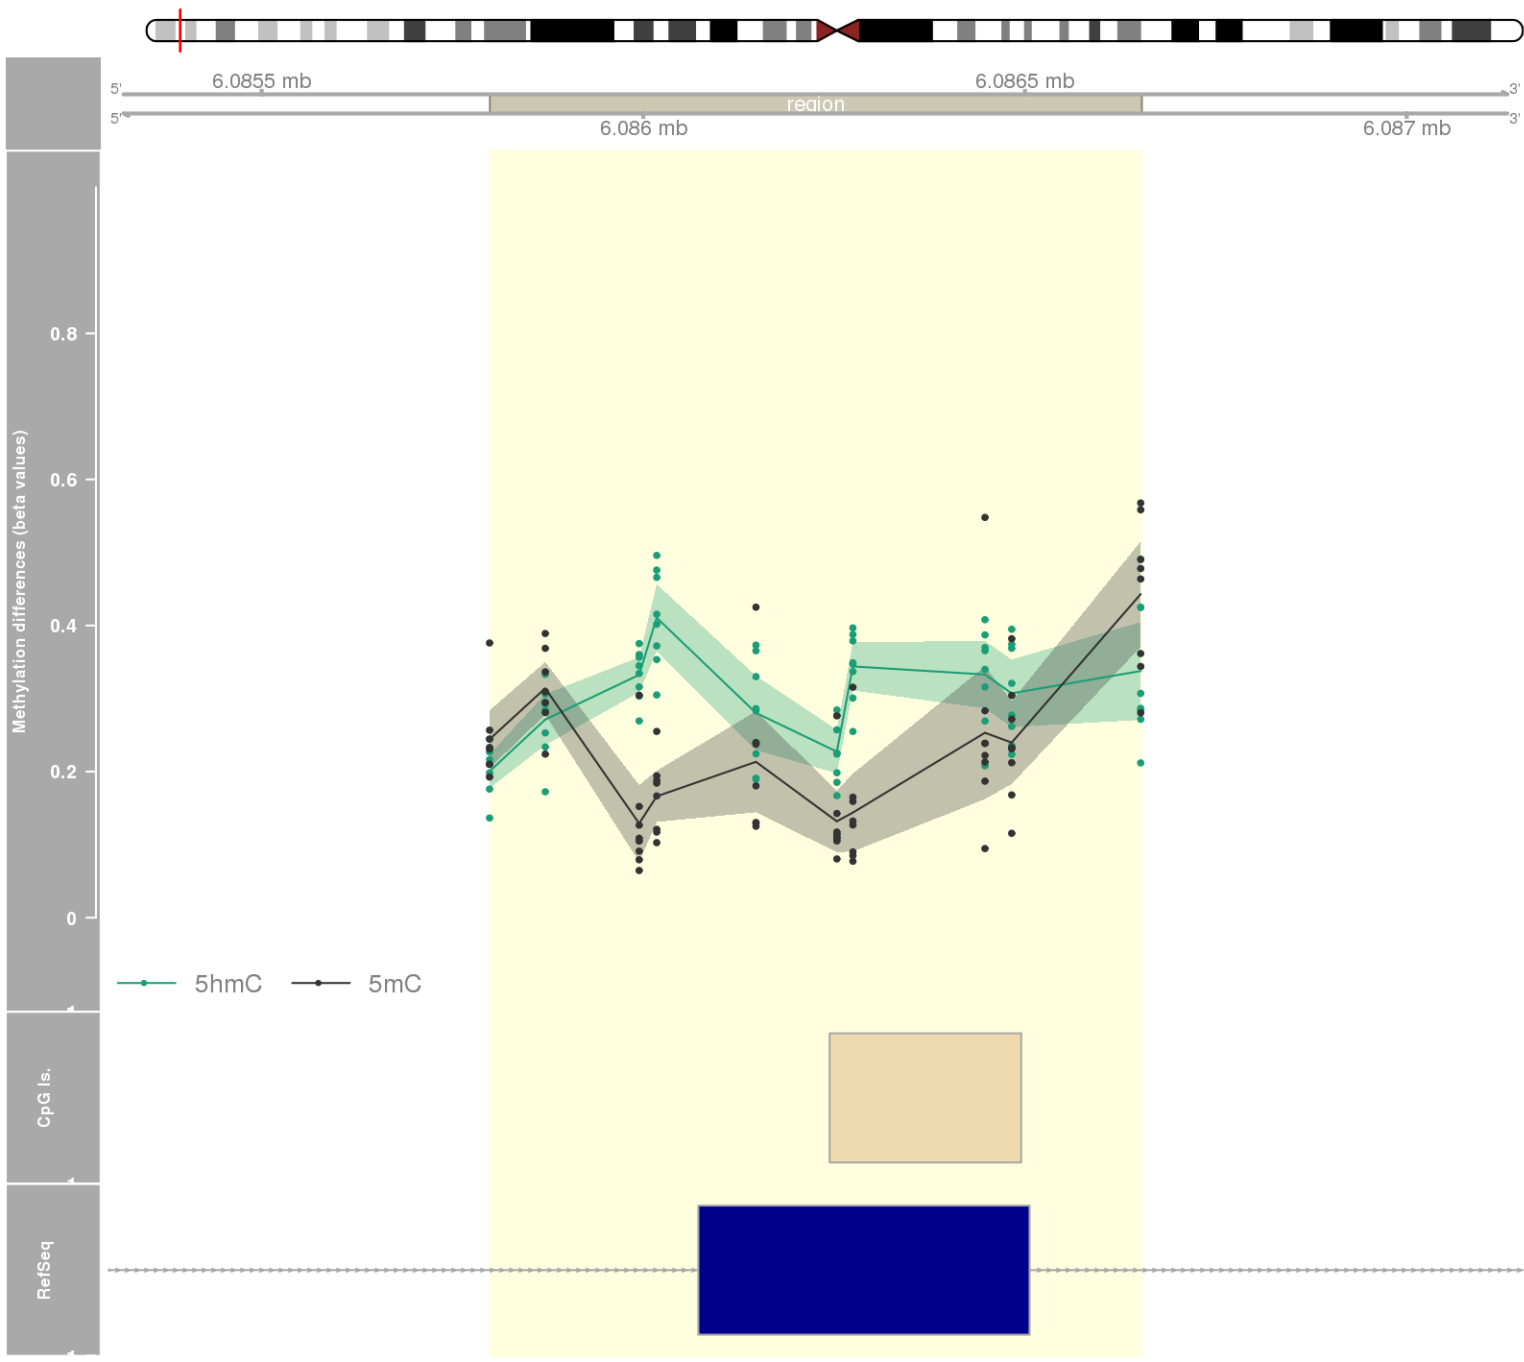 6.0855 mb
6.0865 mb
5'
3'
region
5'
3'
6.086 mb
6.087 mb
Methylation differences (beta values)
0.8
0.6
0.4
0.2
0
5hmC
5mC
CpG Is.
RefSeq